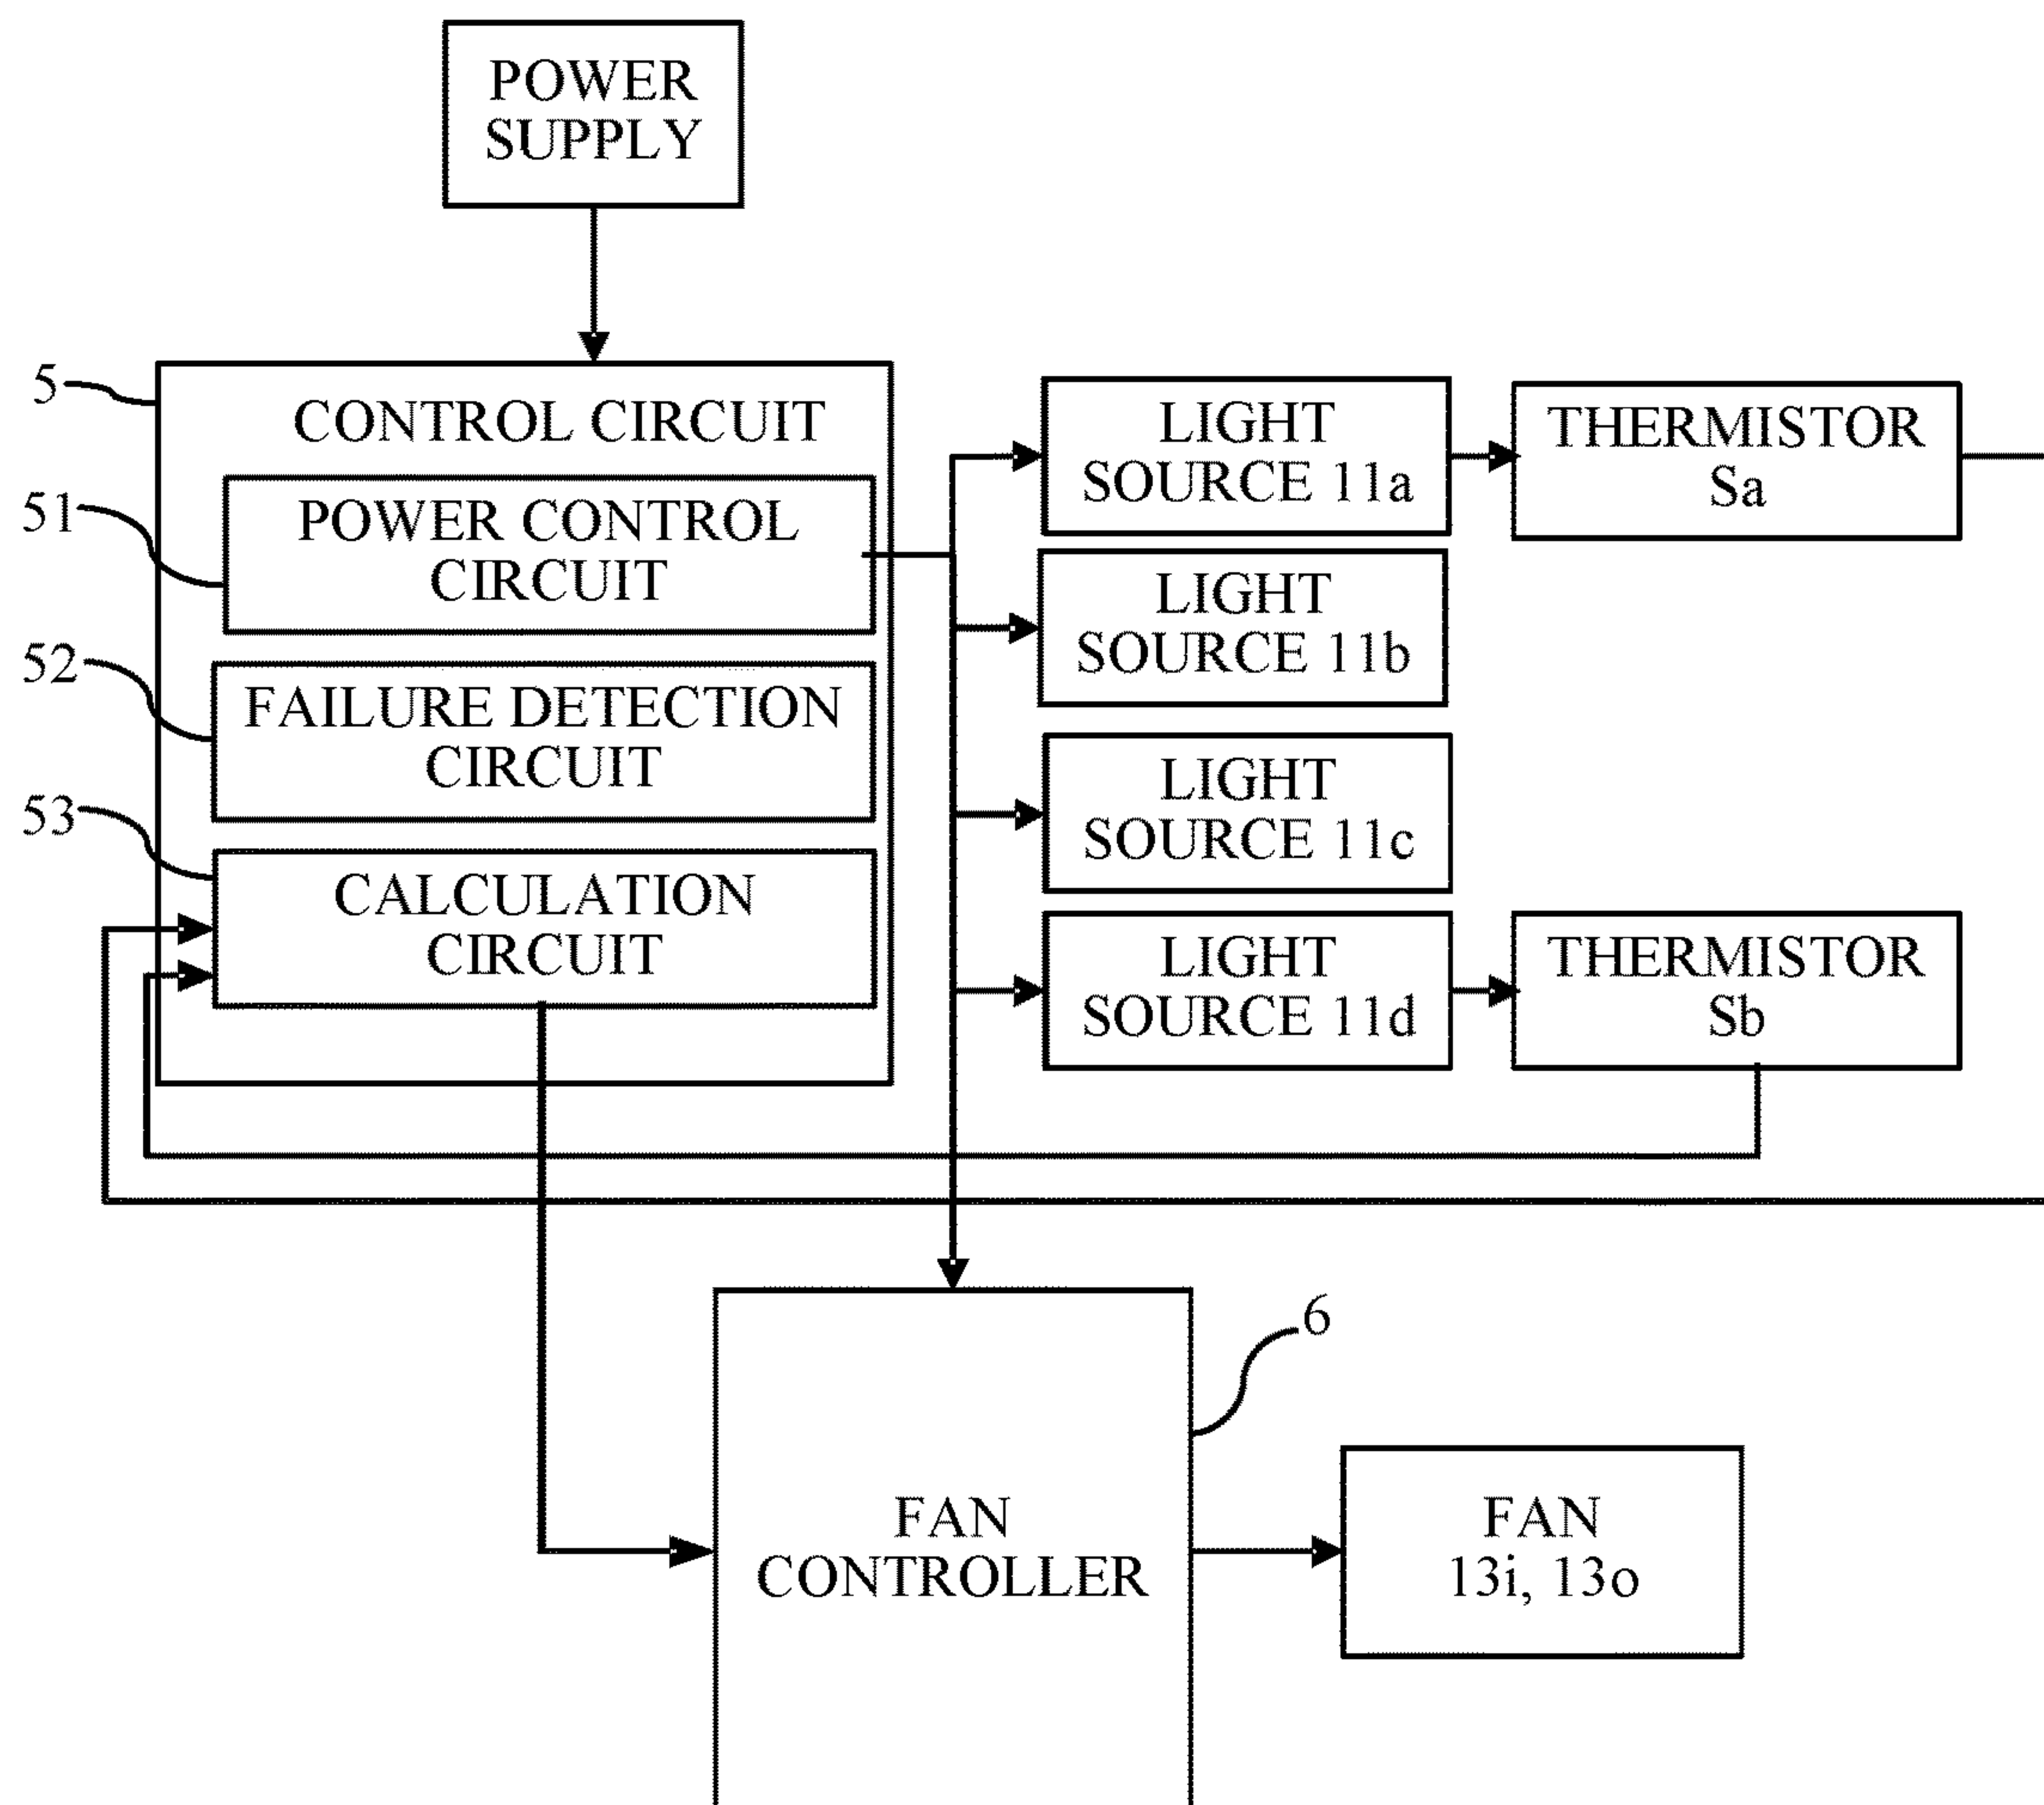 POWER
SUPPLY
5
CONTROL CIRCUIT
51
POWER CONTROL
CIRCUIT
52
FAILURE DETECTION
CIRCUIT
53
CALCULATION
CIRCUIT
LIGHT
SOURCE 11a
THERMISTOR
Sa
LIGHT
SOURCE 11b
LIGHT
SOURCE 11c
LIGHT
SOURCE 11d
THERMISTOR
Sb
6
FAN
CONTROLLER
FAN
13i, 13o